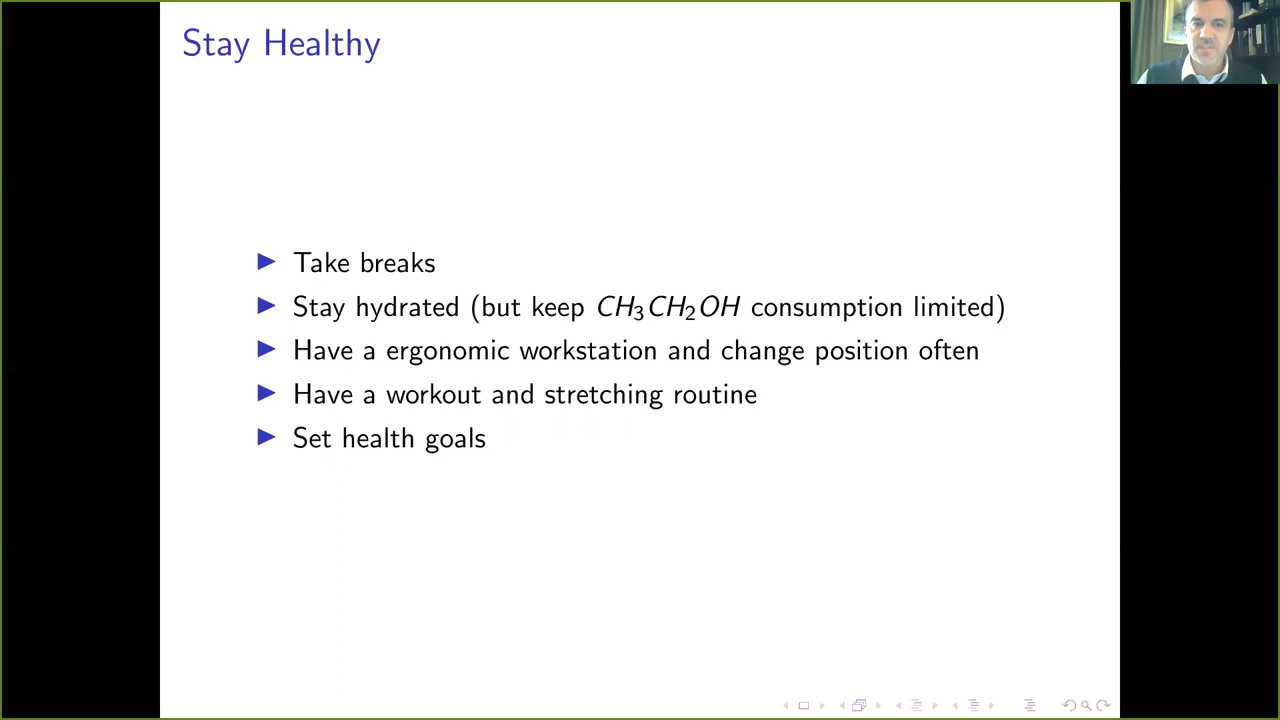 Stay Healthy
Take breaks
Stay hydrated (but keep CH₃CH₂OH consumption limited)
Have a ergonomic workstation and change position often
Have a workout and stretching routine
Set health goals